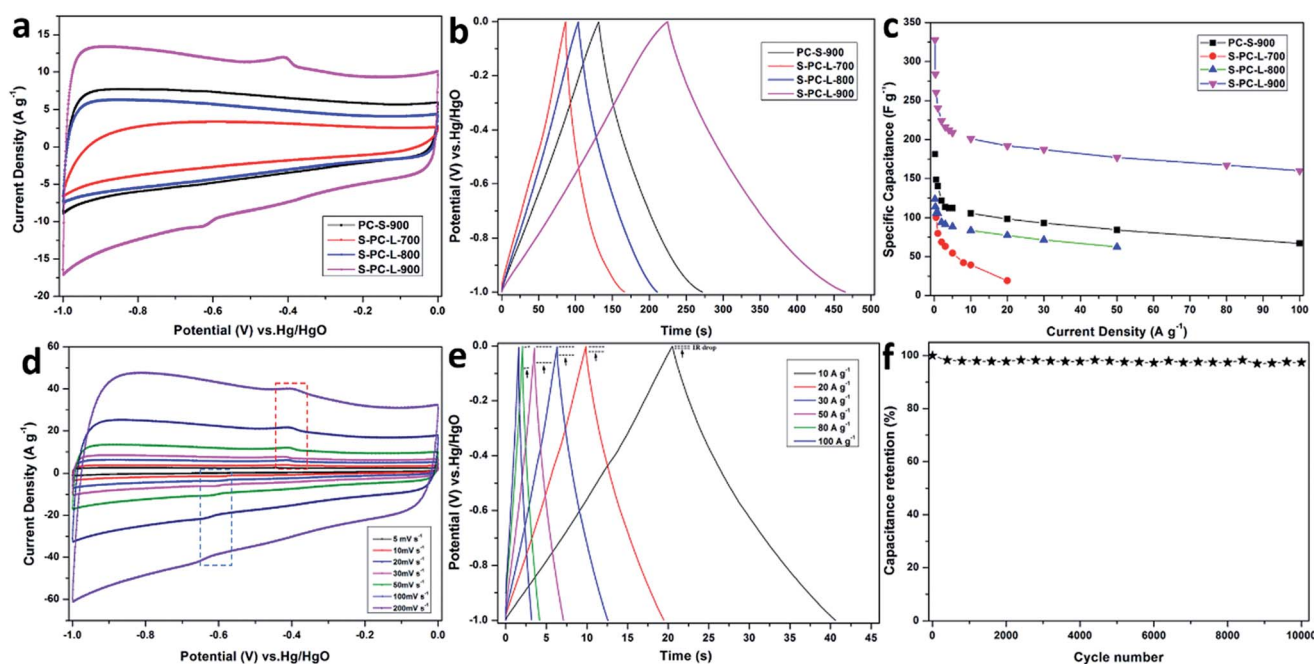 a
Current Density (A g⁻¹)
15
10
5
0
-5
-10
-15
-20
PC-S-900
S-PC-L-700
S-PC-L-800
S-PC-L-900
-1.0 -0.8 -0.6 -0.4 -0.2 0.0
Potential (V) vs.Hg/HgO
b
Potential (V) vs.Hg/HgO
0.0
-0.2
-0.4
-0.6
-0.8
-1.0
PC-S-900
S-PC-L-700
S-PC-L-800
S-PC-L-900
0 50 100 150 200 250 300 350 400 450 500
Time (s)
c
Specific Capacitance (F g⁻¹)
350
300
250
200
150
100
50
0
PC-S-900
S-PC-L-700
S-PC-L-800
S-PC-L-900
0 10 20 30 40 50 60 70 80 90 100
Current Density (A g⁻¹)
d
Current Density (A g⁻¹)
60
40
20
0
-20
-40
-60
5 mV s⁻¹
10mV s⁻¹
20mV s⁻¹
30mV s⁻¹
50mV s⁻¹
100mV s⁻¹
200mV s⁻¹
-1.0 -0.8 -0.6 -0.4 -0.2 0.0
Potential (V) vs.Hg/HgO
e
Potential (V) vs.Hg/HgO
0.0
-0.2
-0.4
-0.6
-0.8
-1.0
IR drop
10 A g⁻¹
20 A g⁻¹
30 A g⁻¹
50 A g⁻¹
80 A g⁻¹
100 A g⁻¹
0 5 10 15 20 25 30 35 40 45
Time (s)
f
Capacitance retention (%)
100
80
60
40
20
0
0 2000 4000 6000 8000 10000
Cycle number